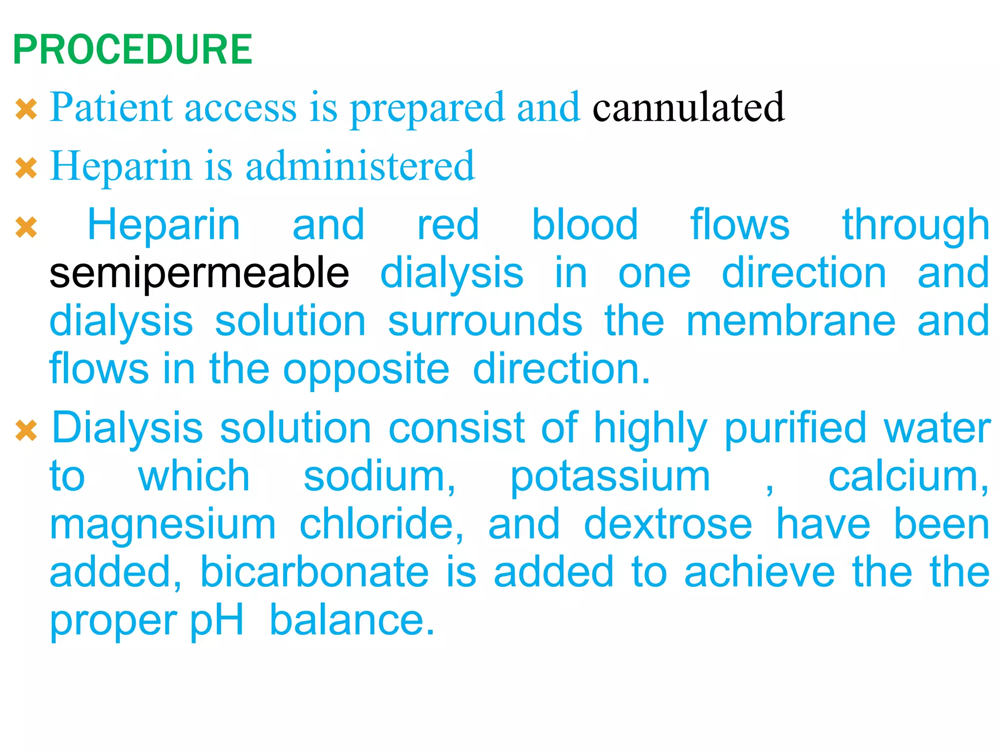 PROCEDURE
Patient access is prepared and cannulated
Heparin is administered
Heparin and red blood flows through
semipermeable dialysis in one direction and
dialysis solution surrounds the membrane and
flows in the opposite direction.
Dialysis solution consist of highly purified water
to which sodium, potassium , calcium,
magnesium chloride, and dextrose have been
added, bicarbonate is added to achieve the the
proper pH balance.